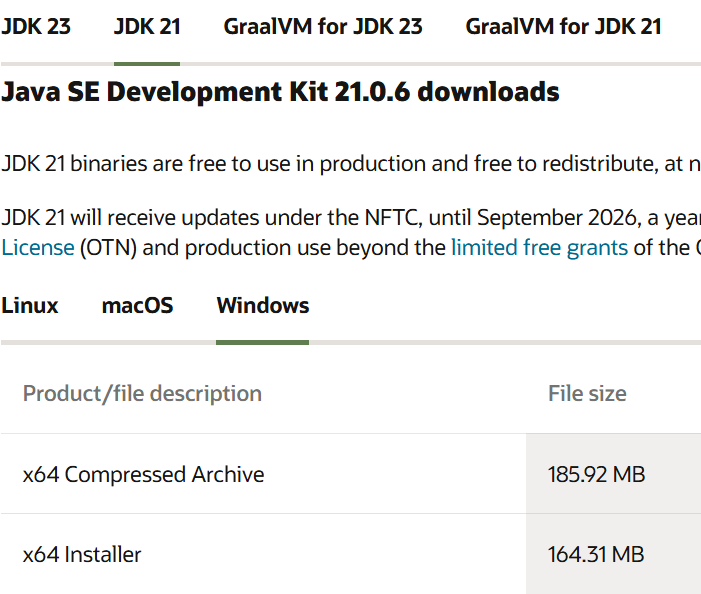 JDK 23 JDK 21 GraalVM for JDK 23 GraalVM for JDK 21
Java SE Development Kit 21.0.6 downloads
JDK 21 binaries are free to use in production and free to redistribute, at n
JDK 21 will receive updates under the NFTC, until September 2026, a year
License (OTN) and production use beyond the limited free grants of the
Linux macOS Windows
Product/file description File size
x64 Compressed Archive 185.92 MB
x64 Installer 164.31 MB